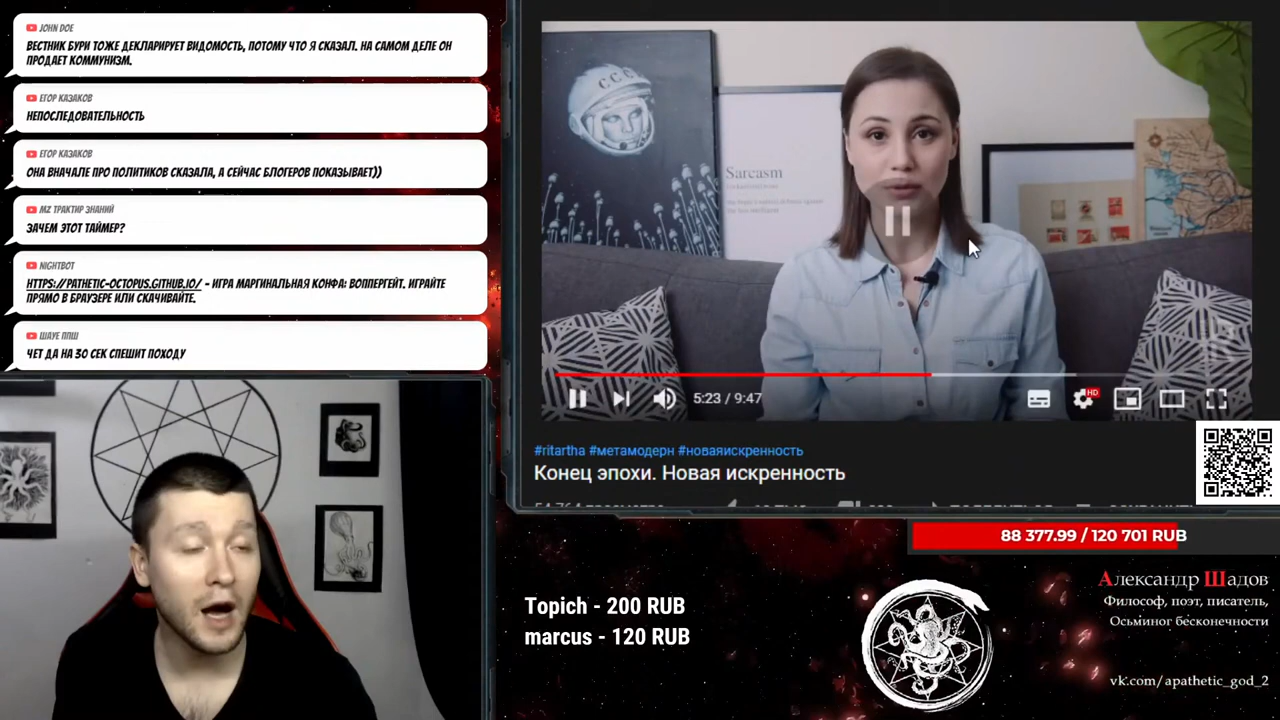 JOHN DOE
ВЕСТНИК БУРИ ТОЖЕ ДЕКЛАРИРУЕТ ВИДОМОСТЬ, ПОТОМУ ЧТО Я СКАЗАЛ. НА САМОМ ДЕЛЕ ОН
ПРОДАЕТ КОММУНИЗМ.
ЕГОР КАЗАКОВ
НЕПОСЛЕДОВАТЕЛЬНОСТЬ
ЕГОР КАЗАКОВ
ОНА ВНАЧАЛЕ ПРО ПОЛИТИКОВ СКАЗАЛА, А СЕЙЧАС БЛОГЕРОВ ПОКАЗЫВАЕТ))
MZ ТРАКТИР ЗНАНИЙ
ЗАЧЕМ ЭТОТ ТАЙМЕР?
NIGHTBOT
HTTPS://PATHETIC-OCTOPUS.GITHUB.IO/ - ИГРА МАРГИНАЛЬНАЯ КОНФА: ВОППЕРГЕЙТ. ИГРАЙТЕ
ПРЯМО В БРАУЗЕРЕ ИЛИ СКАЧИВАЙТЕ.
ШАУЕ ППШ
ЧЕТ ДА НА 30 СЕК СПЕШИТ ПОХОДУ
СССР
Sarcasm
5:23 / 9:47
HD
#ritartha #метамодерн #новаяискренность
Конец эпохи. Новая искренность
88 377.99 / 120 701 RUB
Topich - 200 RUB
marcus - 120 RUB
Александр Шадов
Философ, поэт, писатель,
Осьминог бесконечности
vk.com/apathetic_god_2